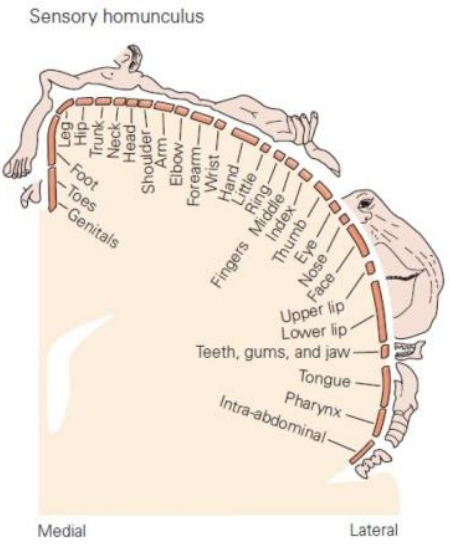 Sensory homunculus
Leg
Hip
Trunk
Neck
Head
Shoulder
Arm
Elbow
Forearm
Wrist
Hand
Little
Ring
Middle
Index
Thumb
Fingers
Eye
Nose
Face
Foot
Toes
Genitals
Upper lip
Lower lip
Teeth, gums, and jaw
Tongue
Pharynx
Intra-abdominal
Medial
Lateral